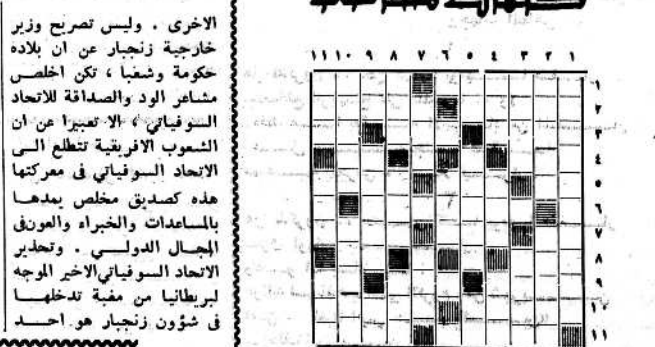 الاخرى . وليس تصريح وزير
خارجية زنجبار عن ان بلاده
حكومة وشعبا ، تكن اخلص
مشاعر الود والصداقة للاتحاد
السوفياتي ، الا تعبيرا عن ان
الشعوب الافريقية تتطلع الى
الاتحاد السوفياتي فى معركتها
هذه كصديق مخلص يمدها
بالمساعدات والخبراء والعون فى
المجال الدولي . وتحذير
الاتحاد السوفياتي الاخير الموجه
لبريطانيا من مغبة تدخلها
فى شؤون زنجبار هو احد
١ ٢ ٣ ٤ ٥ ٦ ٧ ٨ ٩ ١٠ ١١
١
٢
٣
٤
٥
٦
٧
٨
٩
١٠
١١